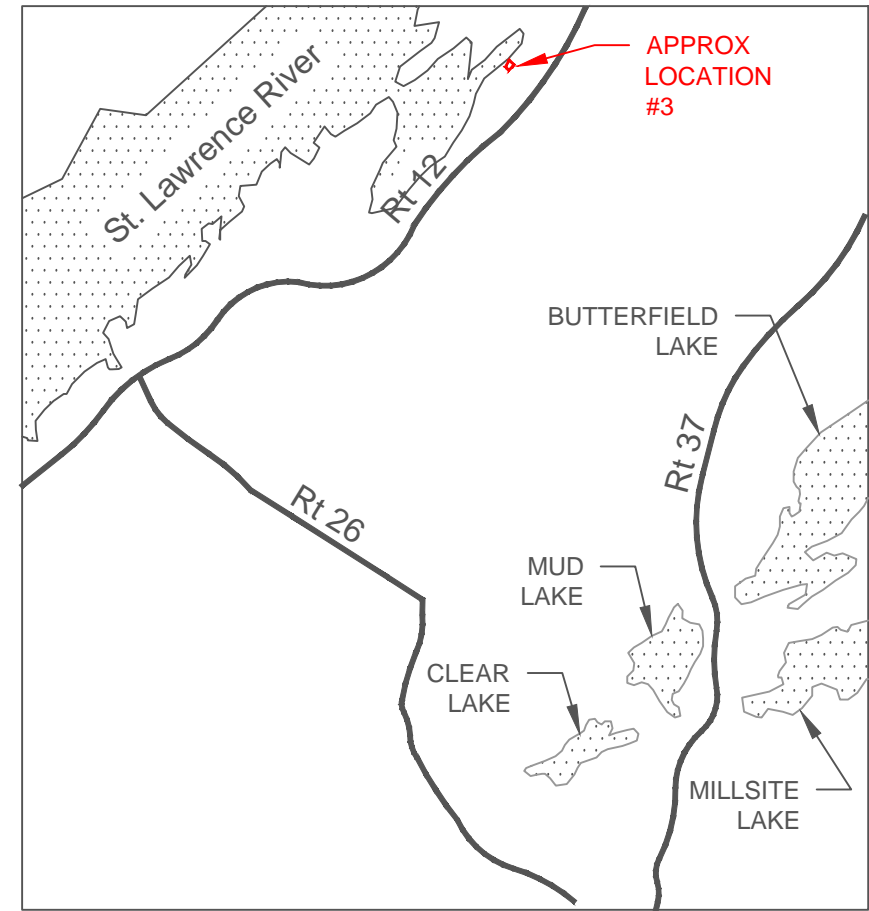 APPROX
LOCATION
#3
St. Lawrence River
Rt 12
BUTTERFIELD
LAKE
Rt 37
Rt 26
MUD
LAKE
CLEAR
LAKE
MILLSITE
LAKE